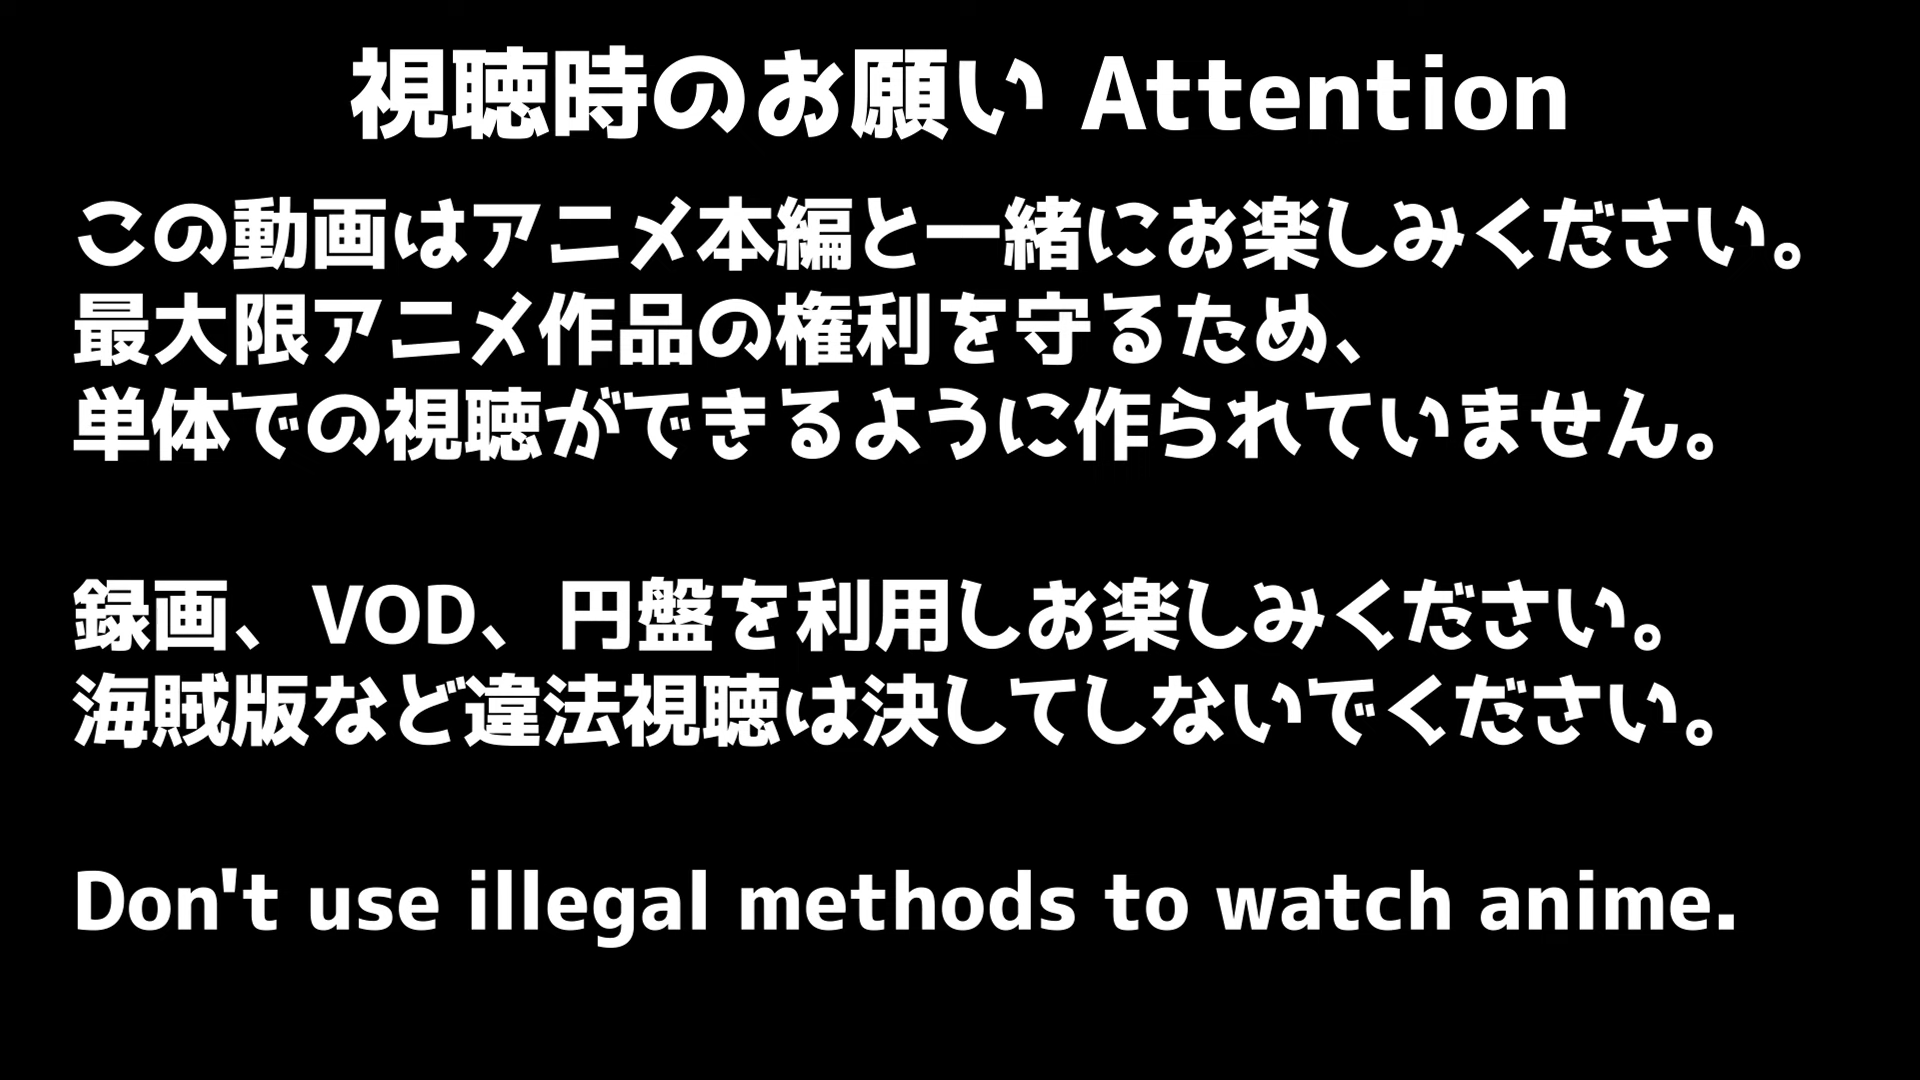 視聴時のお願い Attention
この動画はアニメ本編と一緒にお楽しみください。
最大限アニメ作品の権利を守るため、
単体での視聴ができるように作られていません。
録画、VOD、円盤を利用しお楽しみください。
海賊版など違法視聴は決してしないでください。
Don't use illegal methods to watch anime.